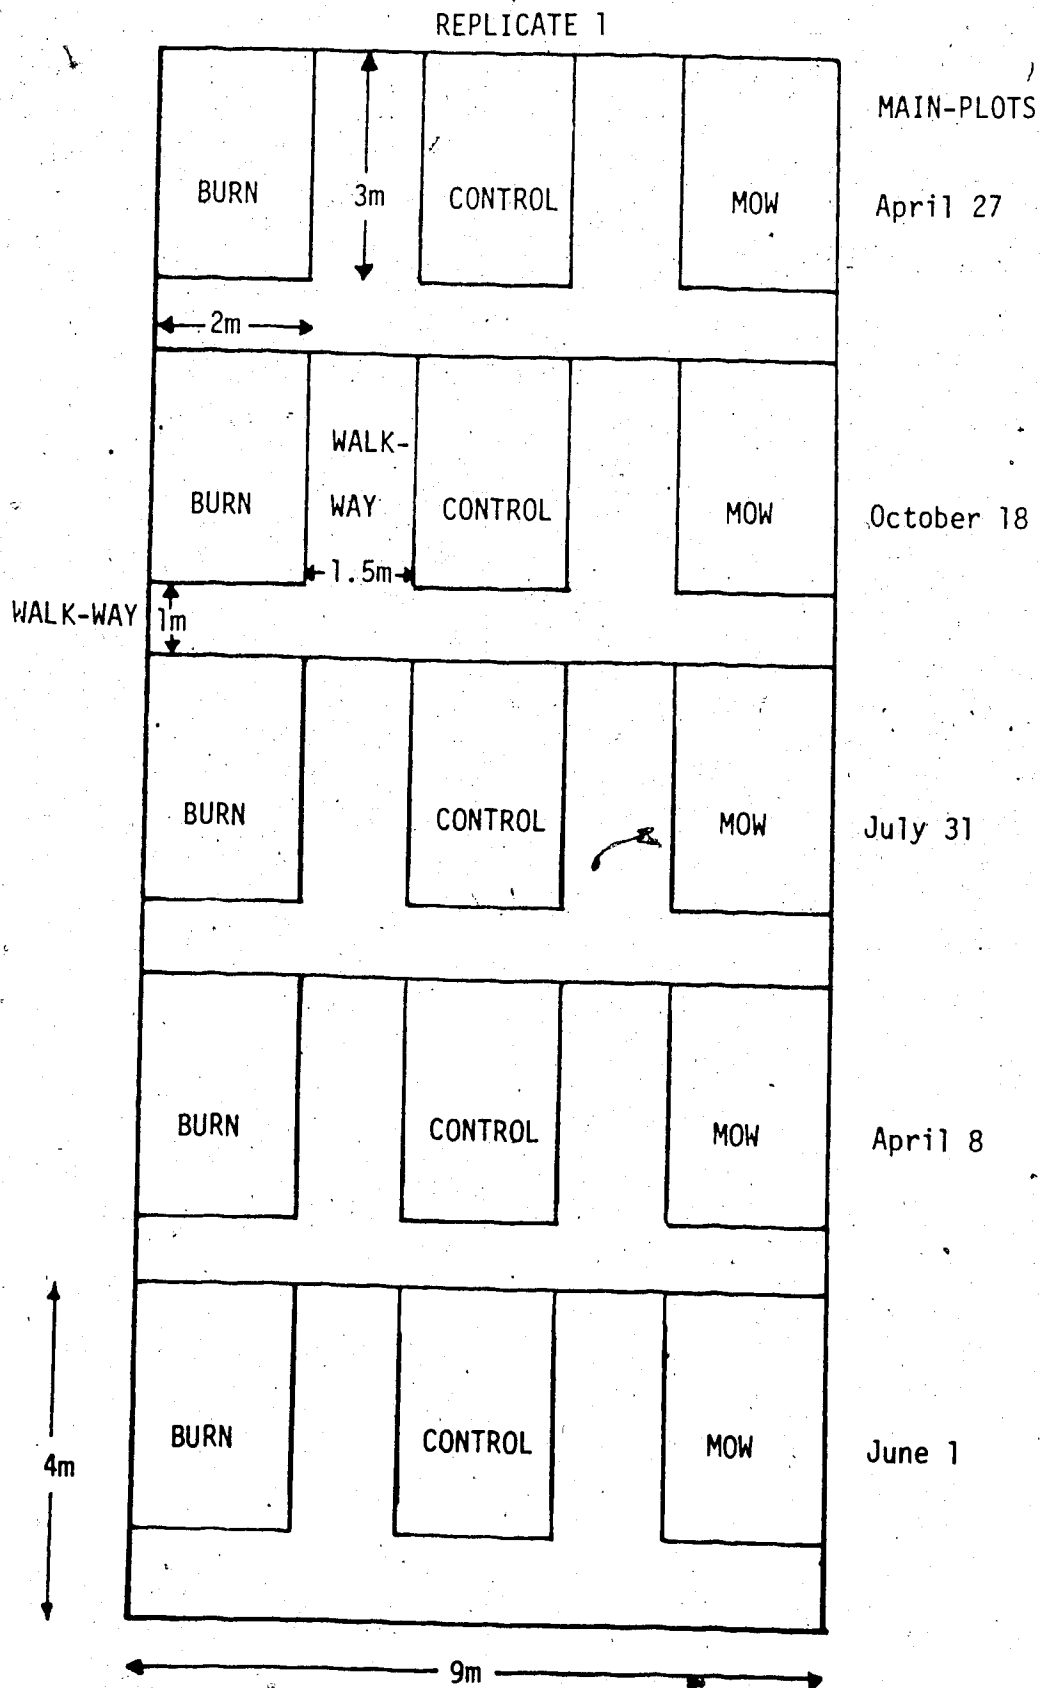 REPLICATE 1
MAIN-PLOTS
BURN 3m CONTROL MOW April 27
2m
WALK-
BURN WAY CONTROL MOW October 18
1.5m
WALK-WAY 1m
BURN CONTROL MOW July 31
BURN CONTROL MOW April 8
BURN CONTROL MOW June 1
4m
9m